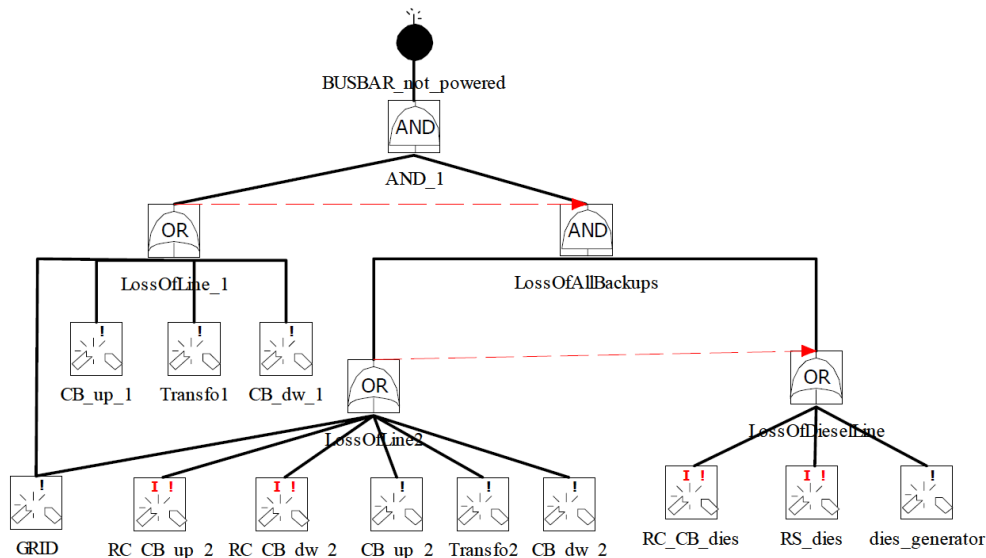 BUSBAR_not_powered
AND
AND_1
OR
AND
LossOfLine_1
LossOfAllBackups
! ! !
CB_up_1 Transfo1 CB_dw_1
OR
OR
LossOfLine2
LossOfDieselLine
! I ! I ! ! ! ! I ! I ! !
GRID RC_CB_up_2 RC_CB_dw_2 CB_up_2 Transfo2 CB_dw_2 RC_CB_dies RS_dies dies_generator